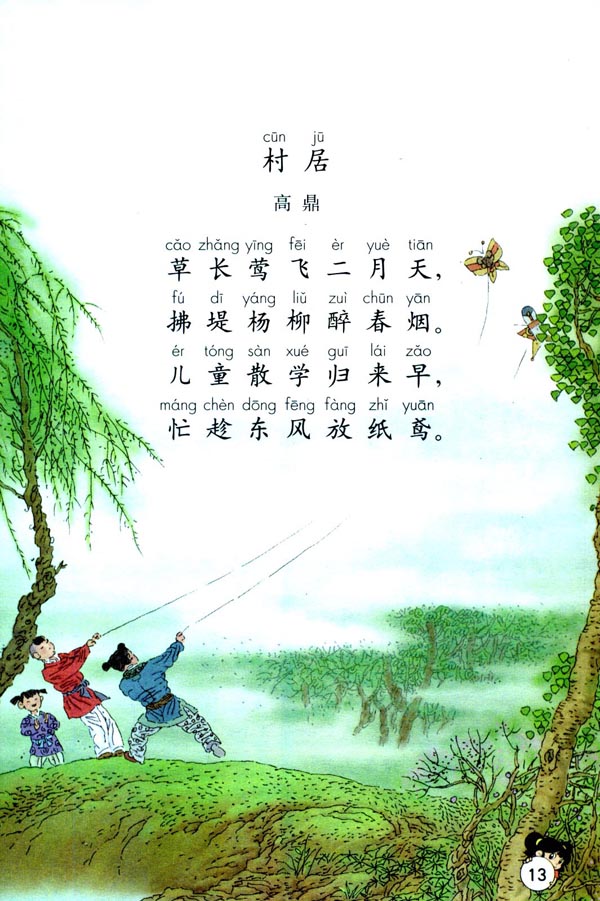 cūn jū
村居
高鼎
cǎo zhǎng yīng fēi èr yuè tiān
草长莺飞二月天，
fú dī yáng liǔ zuì chūn yān
拂堤杨柳醉春烟。
ér tóng sàn xué guī lái zǎo
儿童散学归来早，
máng chèn dōng fēng fàng zhǐ yuān
忙趁东风放纸鸢。
13